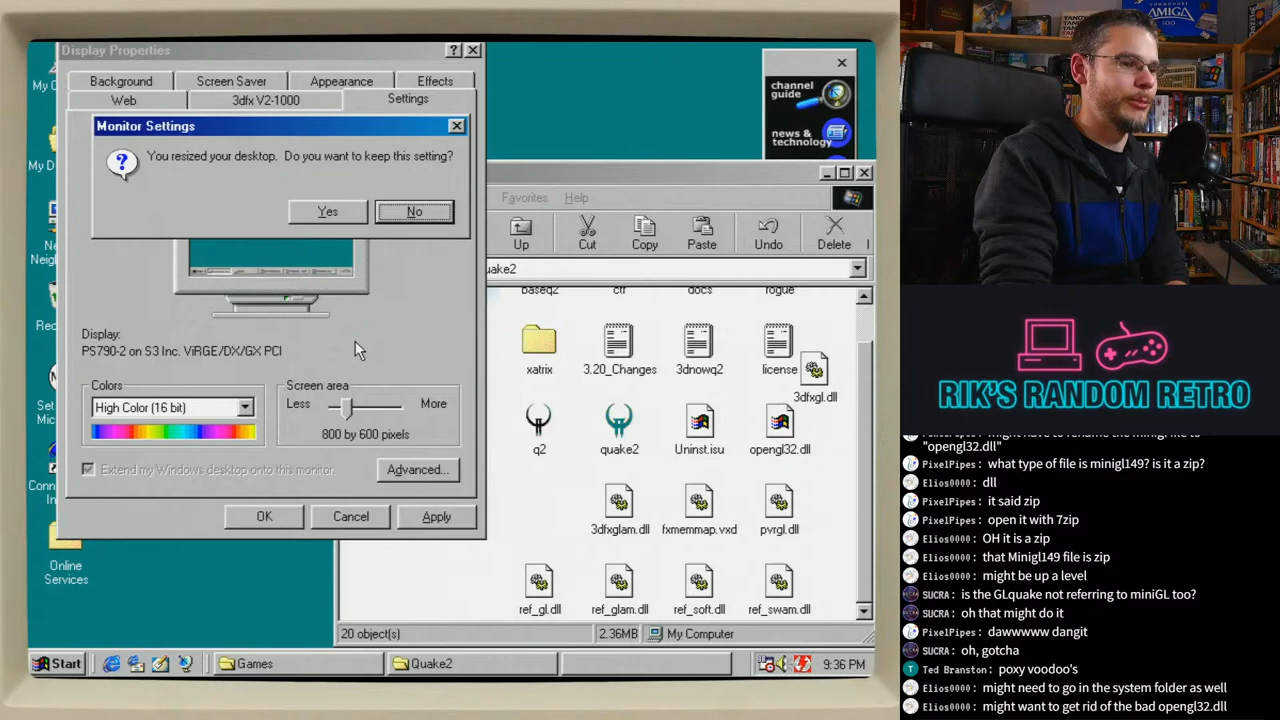 Display Properties
Background
Screen Saver
Appearance
Effects
Web
3dfx V2-1000
Settings
Monitor Settings
You resized your desktop. Do you want to keep this setting?
Yes
No
Display:
PS790-2 on S3 Inc. ViRGE/DX/GX PCI
Colors
High Color (16 bit)
Screen area
Less
More
800 by 600 pixels
Extend my Windows desktop onto this monitor.
Advanced...
OK
Cancel
Apply
My D
Online
Services
channel
guide
news &
technology
Favorites
Help
Up
Cut
Copy
Paste
Undo
Delete
uake2
baseq2
ctf
docs
rogue
xatrix
3.20_Changes
3dnowq2
license
3dfxgl.dll
q2
quake2
Uninst.isu
opengl32.dll
3dfxglam.dll
fxmemmap.vxd
pvrgl.dll
ref_gl.dll
ref_glam.dll
ref_soft.dll
ref_swam.dll
20 object(s)
2.36MB
My Computer
Start
Games
Quake2
9:36 PM
AMIGA
500
TANDY
RIK'S RANDOM RETRO
"opengl32.dll"
PixelPipes: what type of file is minigl149? is it a zip?
Elios0000: dll
PixelPipes: it said zip
PixelPipes: open it with 7zip
Elios0000: OH it is a zip
Elios0000: that Minigl149 file is zip
Elios0000: might be up a level
SUCRA: is the GLquake not referring to miniGL too?
SUCRA: oh that might do it
PixelPipes: dawwwww dangit
SUCRA: oh, gotcha
Ted Branston: poxy voodoo's
Elios0000: might need to go in the system folder as well
Elios0000: might want to get rid of the bad opengl32.dll